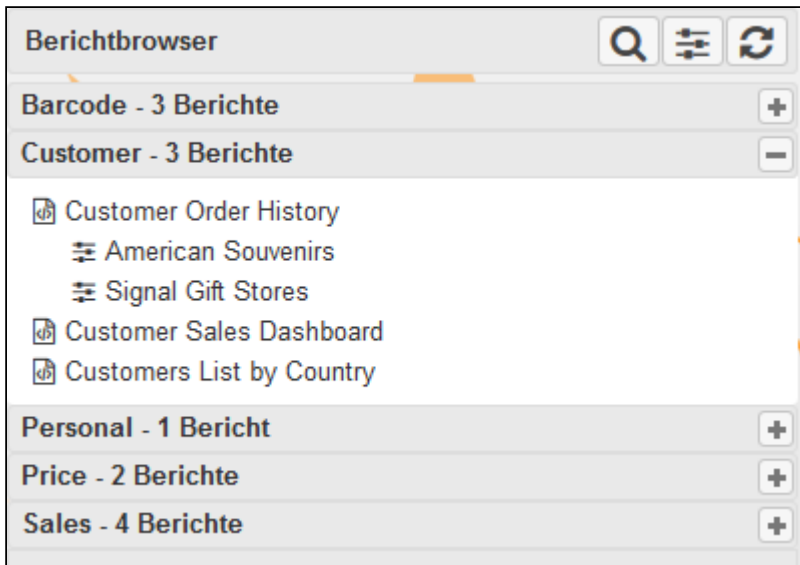 Berichtbrowser
Barcode - 3 Berichte
Customer - 3 Berichte
Customer Order History
American Souvenirs
Signal Gift Stores
Customer Sales Dashboard
Customers List by Country
Personal - 1 Bericht
Price - 2 Berichte
Sales - 4 Berichte